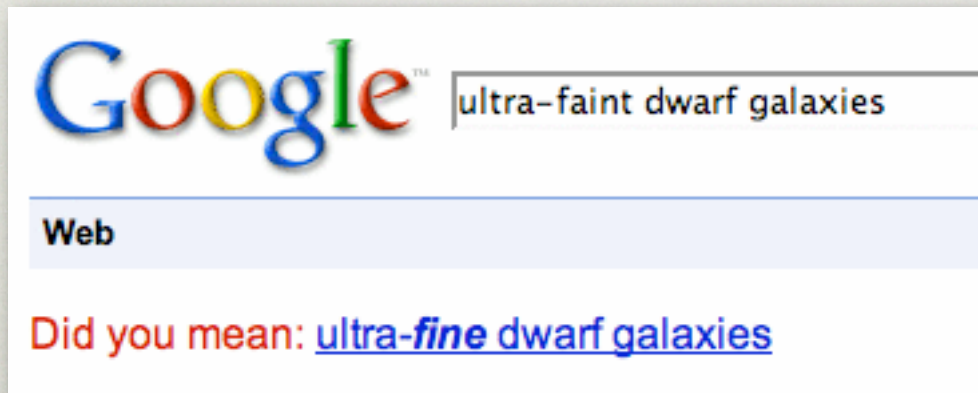 Google™ ultra-faint dwarf galaxies
Web
Did you mean: ultra-fine dwarf galaxies